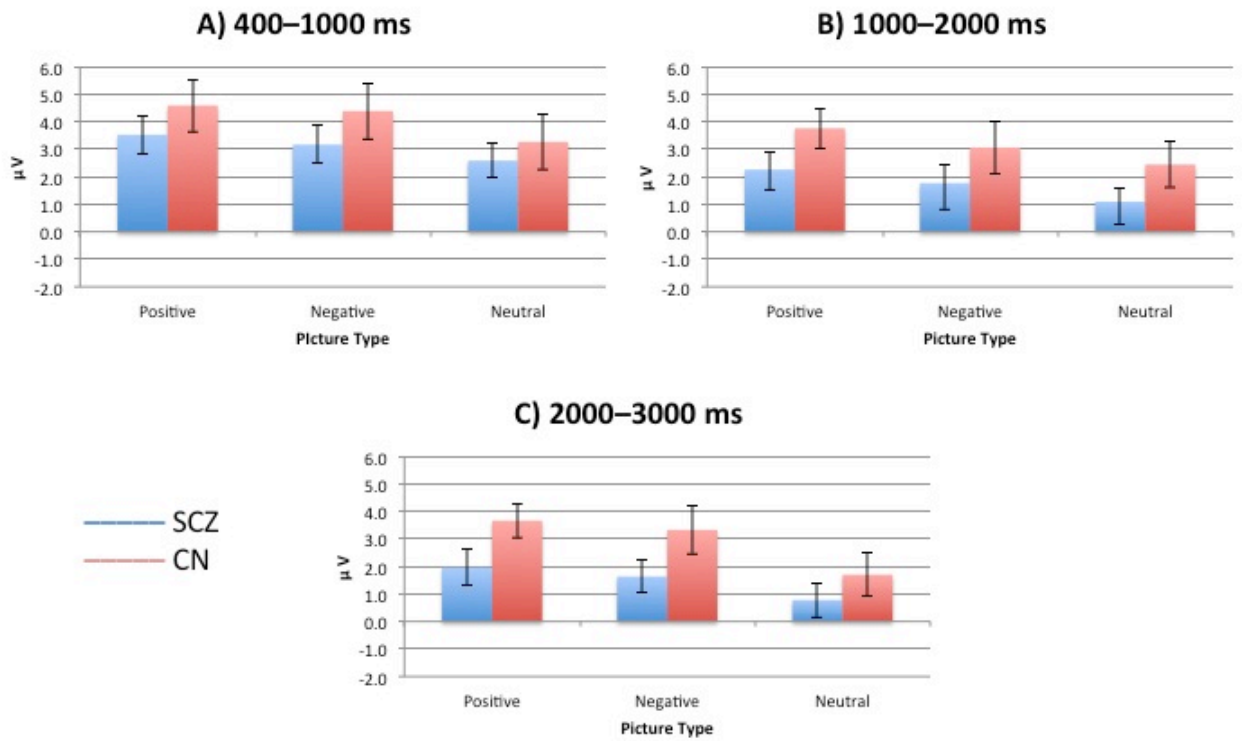 A) 400–1000 ms
6.0
5.0
4.0
3.0
2.0
1.0
0.0
-1.0
-2.0
μV
Positive Negative Neutral
PIcture Type
B) 1000–2000 ms
6.0
5.0
4.0
3.0
2.0
1.0
0.0
-1.0
-2.0
μV
Positive Negative Neutral
Picture Type
C) 2000–3000 ms
6.0
5.0
4.0
3.0
2.0
1.0
0.0
-1.0
-2.0
μV
Positive Negative Neutral
Picture Type
SCZ
CN